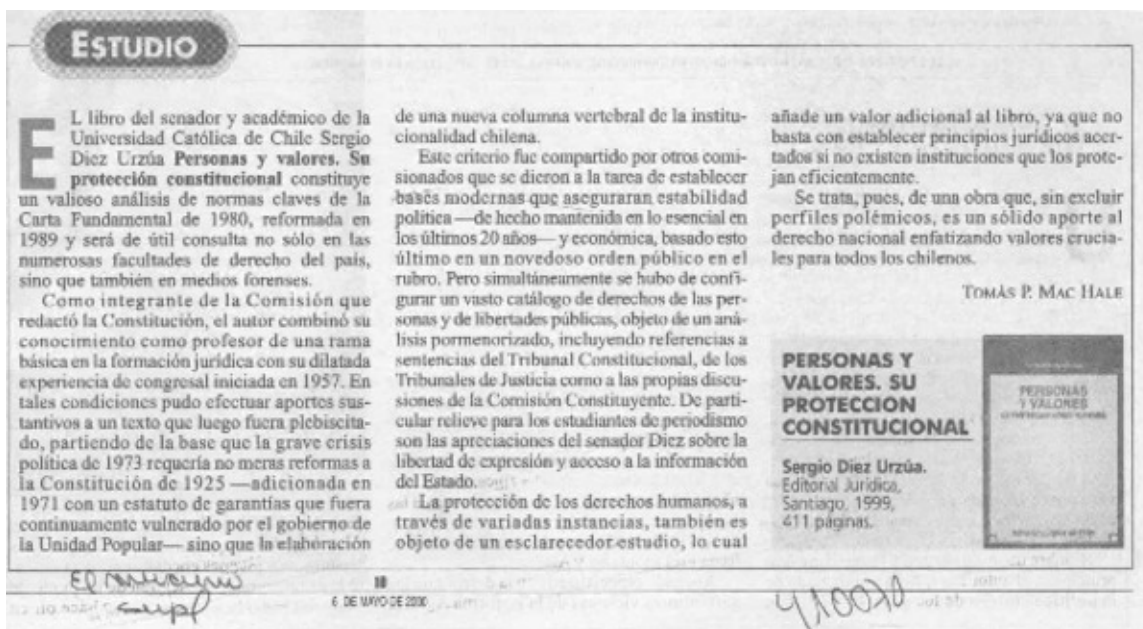 ESTUDIO
EL libro del senador y académico de la
Universidad Católica de Chile Sergio
Diez Urzúa Personas y valores. Su
protección constitucional constituye
un valioso análisis de normas claves de la
Carta Fundamental de 1980, reformada en
1989 y será de útil consulta no sólo en las
numerosas facultades de derecho del país,
sino que también en medios forenses.
Como integrante de la Comisión que
redactó la Constitución, el autor combinó su
conocimiento como profesor de una rama
básica en la formación jurídica con su dilatada
experiencia de congresal iniciada en 1957. En
tales condiciones pudo efectuar aportes sus-
tantivos a un texto que luego fuera plebiscita-
do, partiendo de la base que la grave crisis
política de 1973 requería no meras reformas a
la Constitución de 1925 —adicionada en
1971 con un estatuto de garantías que fuera
continuamente vulnerado por el gobierno de
la Unidad Popular— sino que la elaboración
de una nueva columna vertebral de la institu-
cionalidad chilena.
Este criterio fue compartido por otros comi-
sionados que se dieron a la tarea de establecer
bases modernas que aseguraran estabilidad
política —de hecho mantenida en lo esencial en
los últimos 20 años— y económica, basado esto
último en un novedoso orden público en el
rubro. Pero simultáneamente se hubo de confi-
gurar un vasto catálogo de derechos de las per-
sonas y de libertades públicas, objeto de un aná-
lisis pormenorizado, incluyendo referencias a
sentencias del Tribunal Constitucional, de los
Tribunales de Justicia como a las propias discu-
siones de la Comisión Constituyente. De parti-
cular relieve para los estudiantes de periodismo
son las apreciaciones del senador Diez sobre la
libertad de expresión y acceso a la información
del Estado.
La protección de los derechos humanos, a
través de variadas instancias, también es
objeto de un esclarecedor estudio, lo cual
añade un valor adicional al libro, ya que no
basta con establecer principios jurídicos acer-
tados si no existen instituciones que los prote-
jan eficientemente.
Se trata, pues, de una obra que, sin excluir
perfiles polémicos, es un sólido aporte al
derecho nacional enfatizando valores crucia-
les para todos los chilenos.
TOMÁS P. MAC HALE
PERSONAS Y
VALORES. SU
PROTECCION
CONSTITUCIONAL
Sergio Diez Urzúa.
Editorial Jurídica,
Santiago, 1999,
411 páginas.
PERSONAS
Y VALORES
10
6 DE MAYO DE 2000